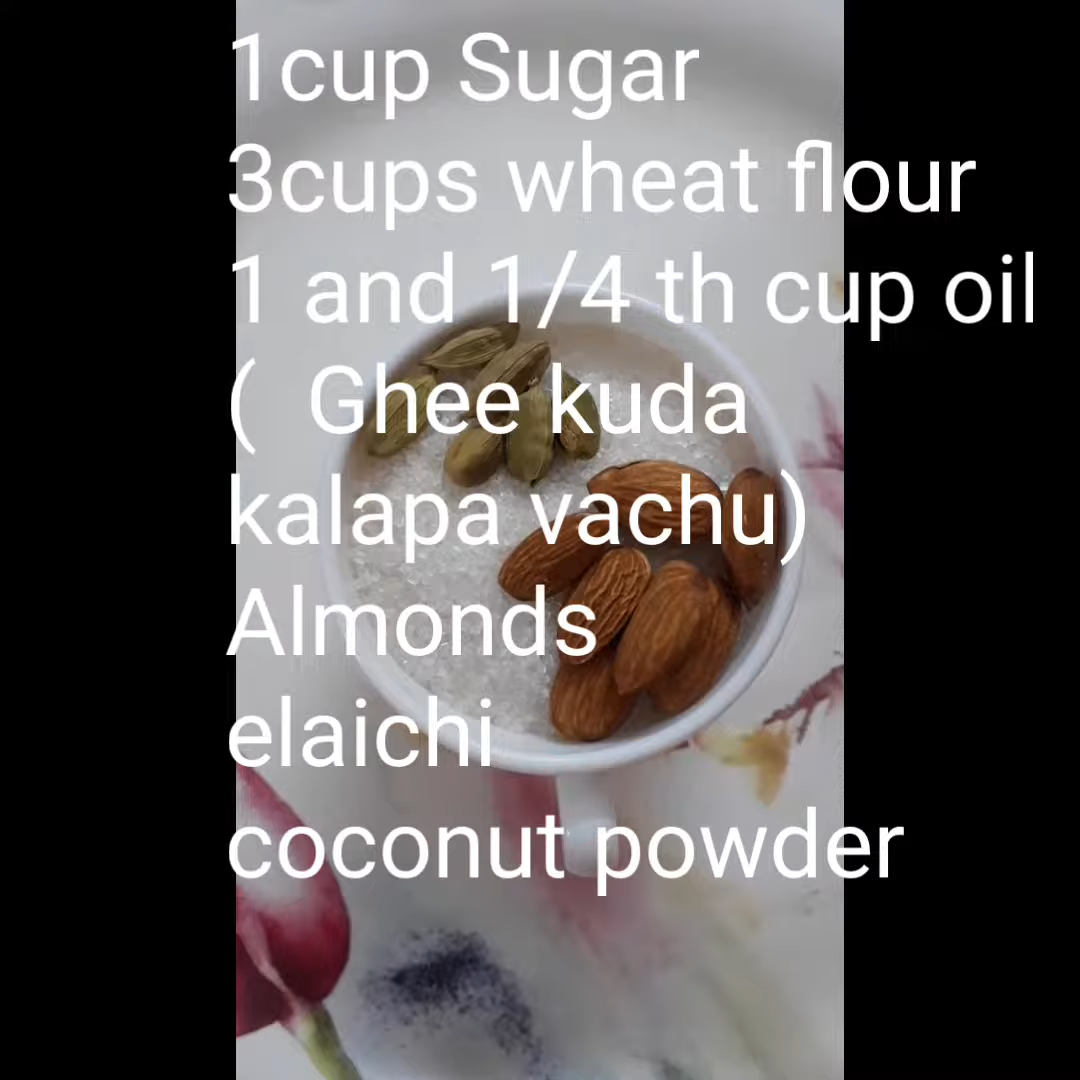 1cup Sugar
3cups wheat flour
1 and 1/4 th cup oil
( Ghee kuda
kalapa vachu)
Almonds
elaichi
coconut powder